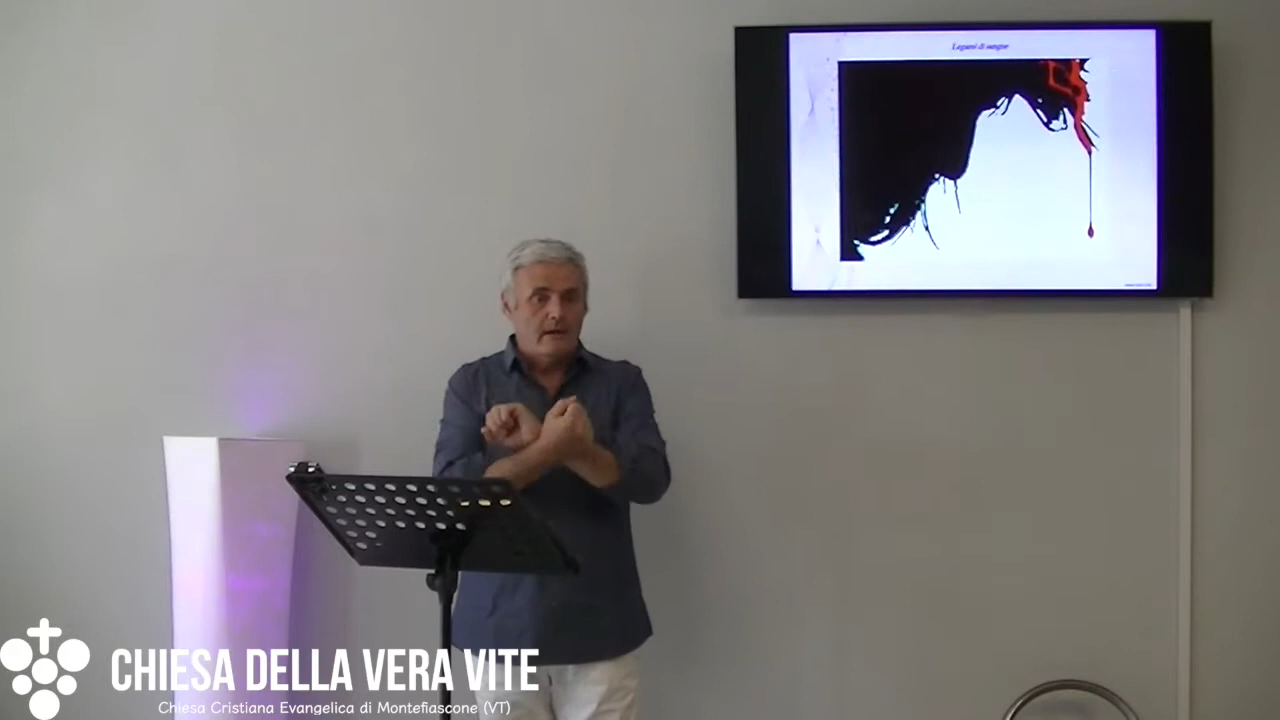 Legami di sangue
CHIESA DELLA VERA VITE
Chiesa Cristiana Evangelica di Montefiascone (VT)